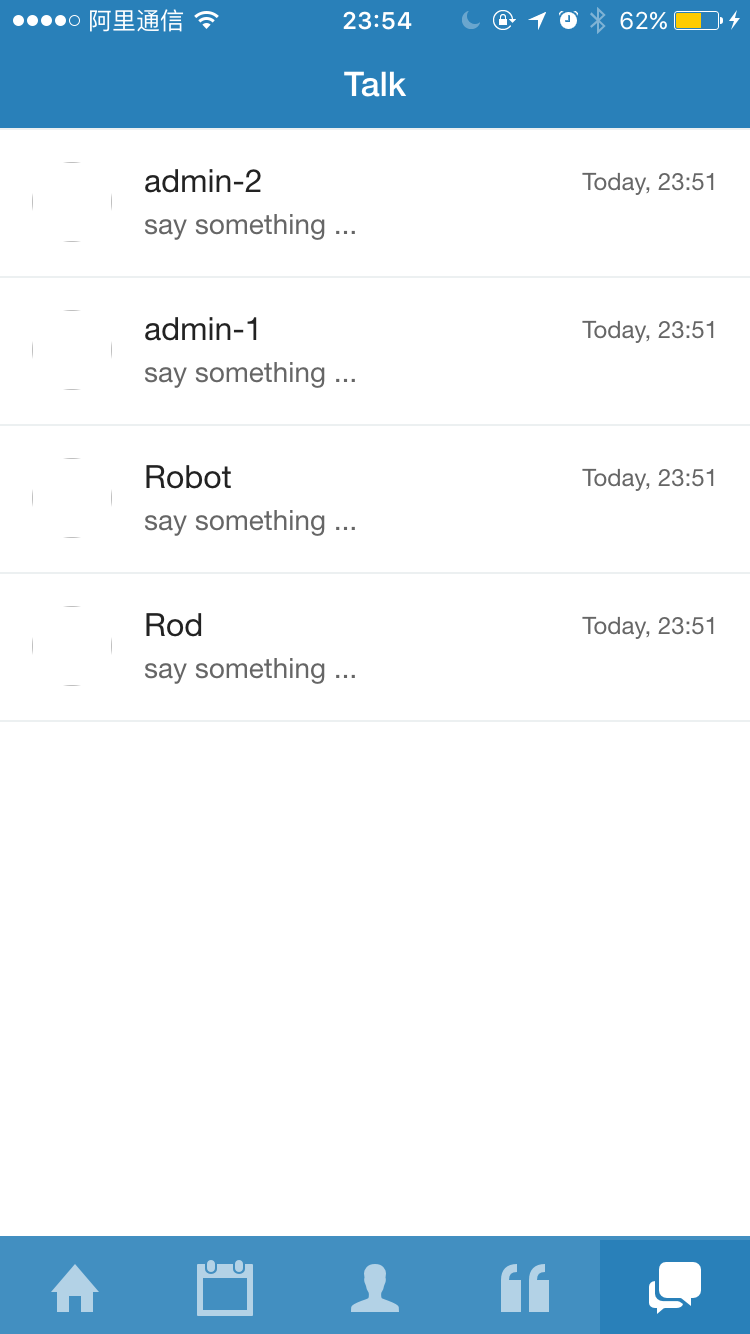 阿里通信 23:54 62%
Talk
admin-2 Today, 23:51
say something ...
admin-1 Today, 23:51
say something ...
Robot Today, 23:51
say something ...
Rod Today, 23:51
say something ...